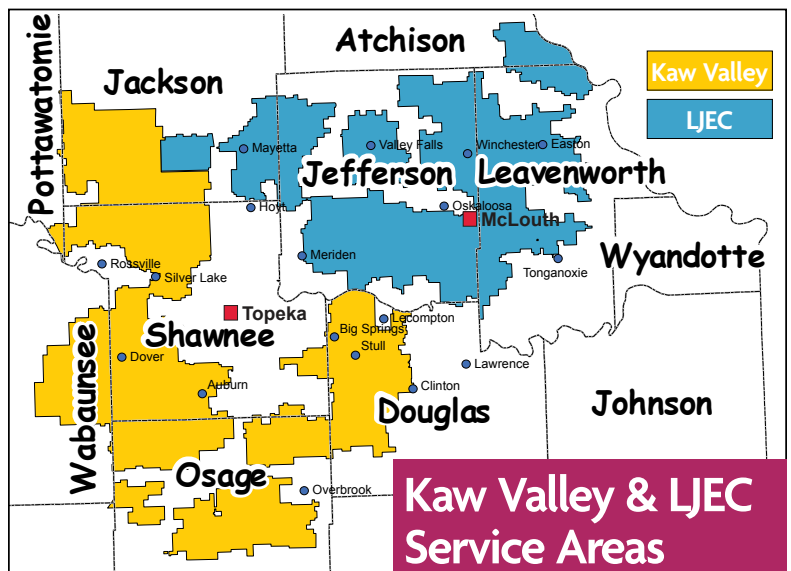 Atchison
Jackson
Kaw Valley
LJEC
Pottawatomie
Mayetta
Valley Falls
Winchester
Easton
Jefferson
Leavenworth
Hoyt
Oskaloosa
McLouth
Meriden
Wyandotte
Rossville
Silver Lake
Tonganoxie
Topeka
Lecompton
Shawnee
Big Springs
Stull
Dover
Lawrence
Wabaunsee
Auburn
Clinton
Douglas
Johnson
Osage
Overbrook
Kaw Valley & LJEC
Service Areas